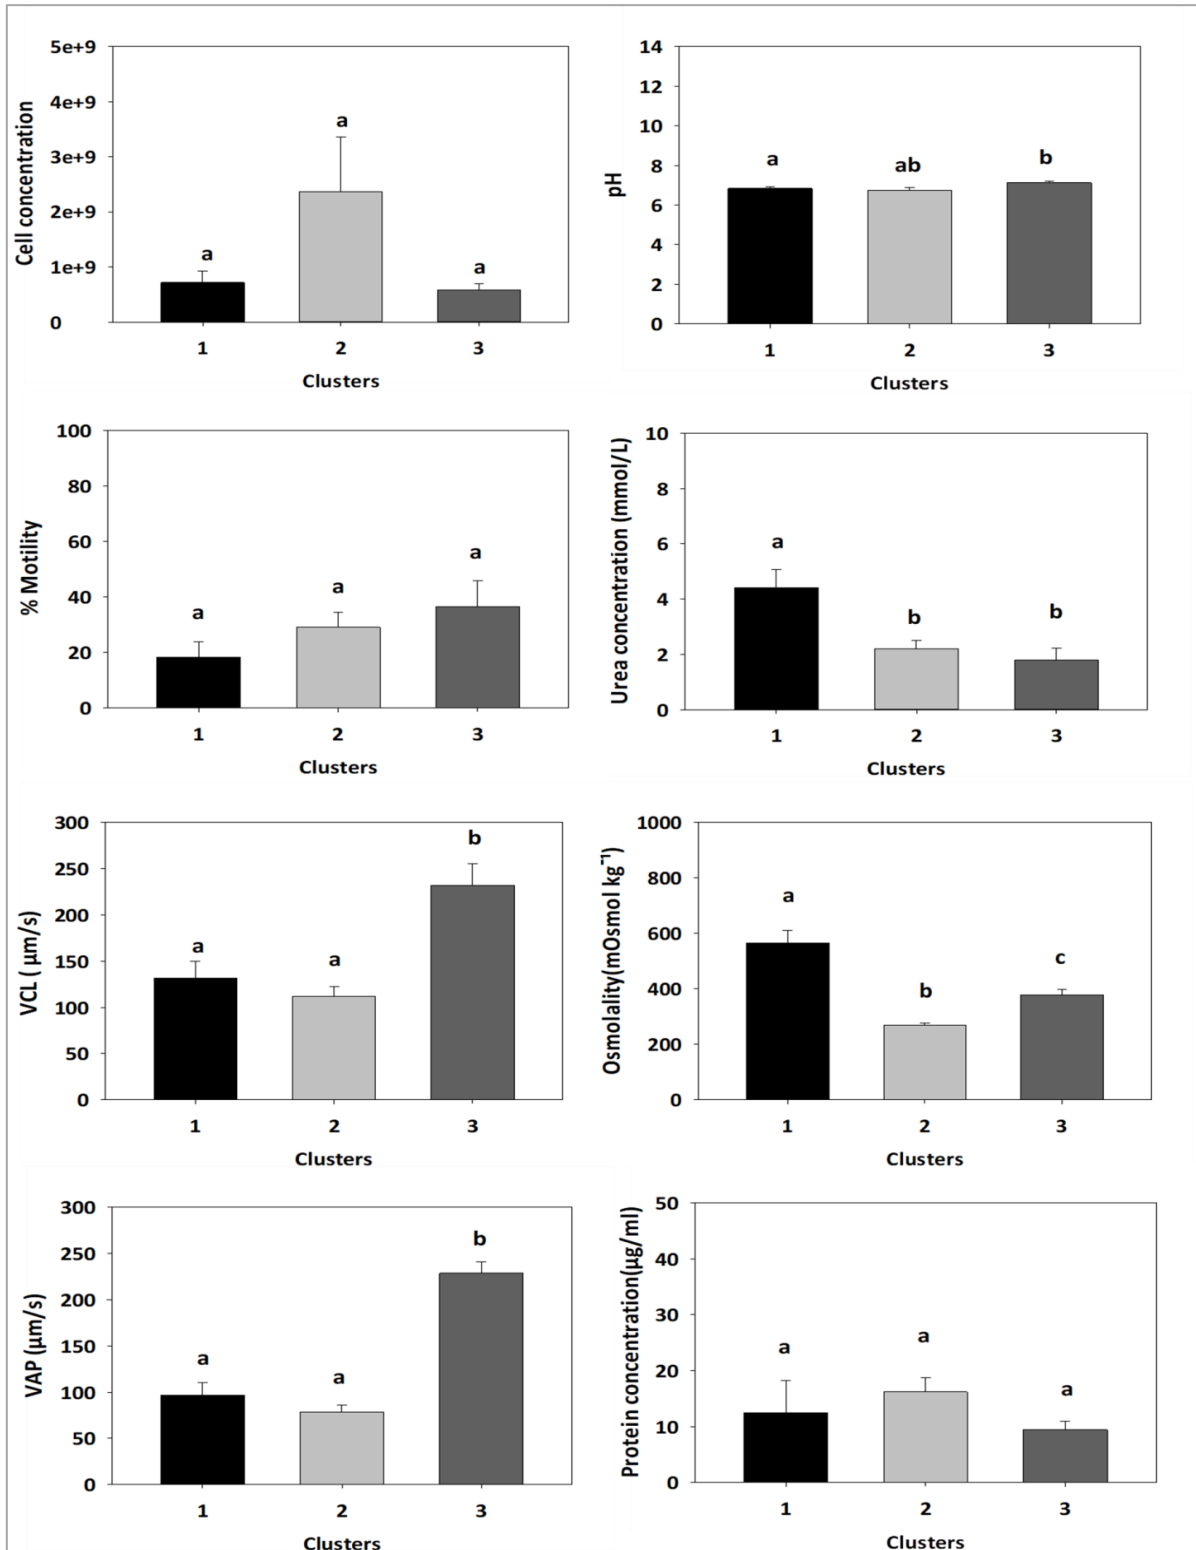 Cell concentration
5e+9
4e+9
3e+9
2e+9
1e+9
0
a
a
a
1
2
3
Clusters
pH
14
12
10
8
6
4
2
0
a
ab
b
1
2
3
Clusters
% Motility
100
80
60
40
20
0
a
a
a
1
2
3
Clusters
Urea concentration (mmol/L)
10
8
6
4
2
0
a
b
b
1
2
3
Clusters
VCL ( μm/s)
300
250
200
150
100
50
0
a
a
b
1
2
3
Clusters
Osmolality(mOsmol kg⁻¹)
1000
800
600
400
200
0
a
b
c
1
2
3
Clusters
VAP (μm/s)
300
250
200
150
100
50
0
a
a
b
1
2
3
Clusters
Protein concentration(μg/ml)
50
40
30
20
10
0
a
a
a
1
2
3
Clusters